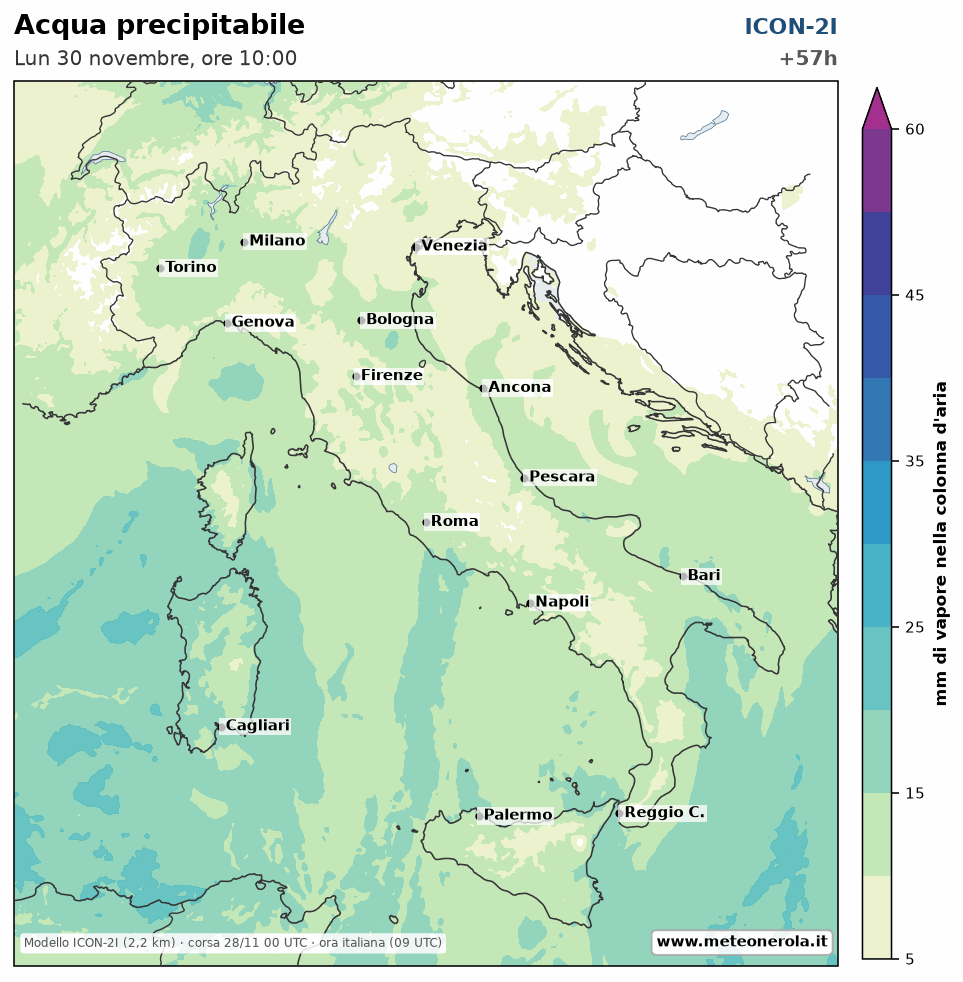 Acqua precipitabile
ICON-2I
Lun 30 novembre, ore 10:00
+57h
60
45
35
25
15
5
mm di vapore nella colonna d'aria
Milano
Venezia
Torino
Genova
Bologna
Firenze
Ancona
Pescara
Roma
Bari
Napoli
Cagliari
Palermo
Reggio C.
Modello ICON-2I (2,2 km) · corsa 28/11 00 UTC · ora italiana (09 UTC)
www.meteonerola.it